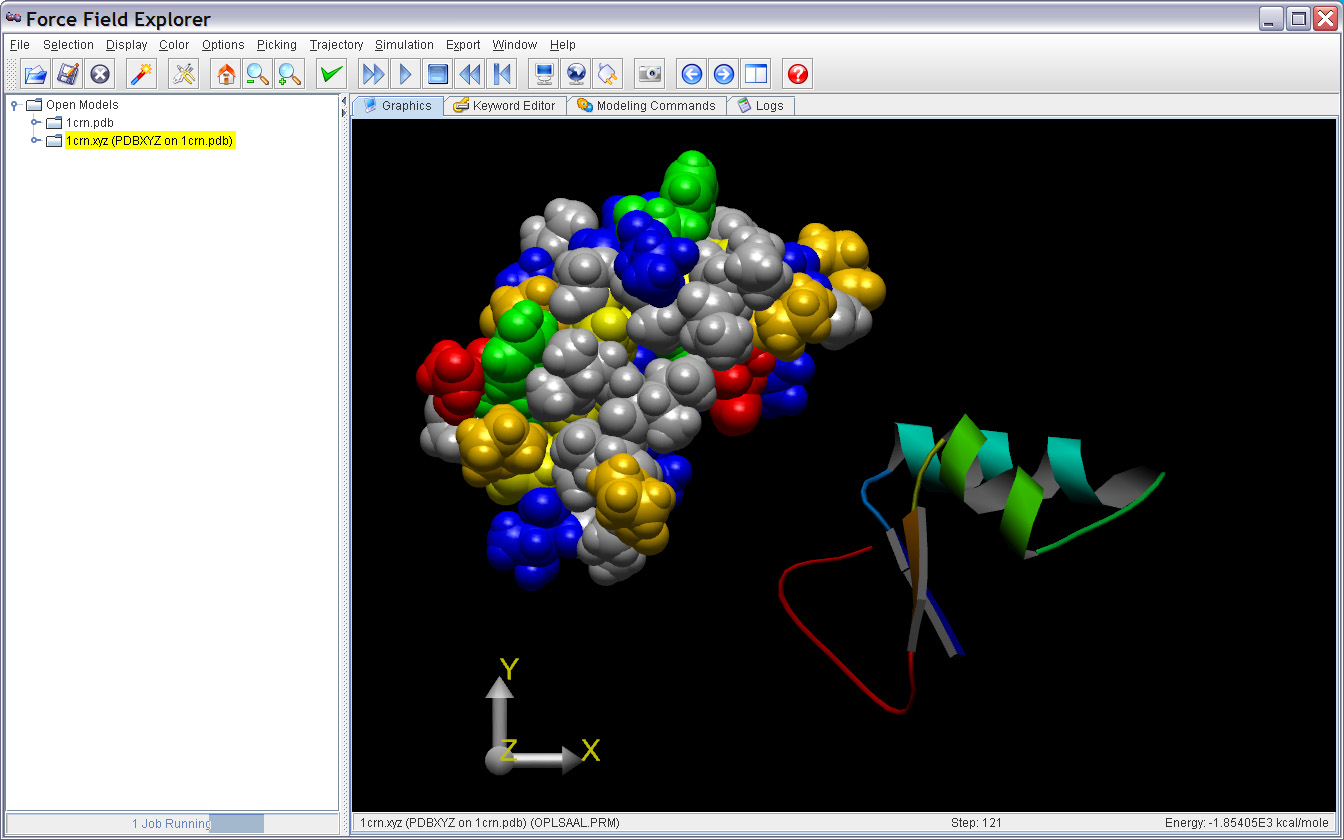 Force Field Explorer
File Selection Display Color Options Picking Trajectory Simulation Export Window Help
Open Models
1crn.pdb
1crn.xyz (PDBXYZ on 1crn.pdb)
Graphics Keyword Editor Modeling Commands Logs
Y
Z X
1 Job Running
1crn.xyz (PDBXYZ on 1crn.pdb) (OPLSAAL.PRM) Step: 121 Energy: -1.85405E3 kcal/mole